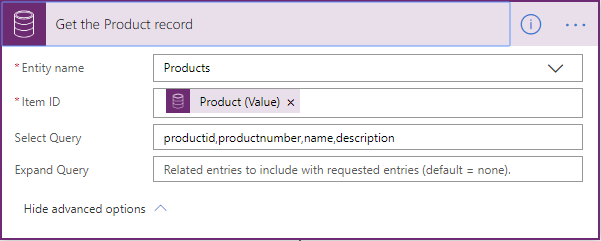 Get the Product record
* Entity name
Products
* Item ID
Product (Value) ×
Select Query
productid,productnumber,name,description
Expand Query
Related entries to include with requested entries (default = none).
Hide advanced options